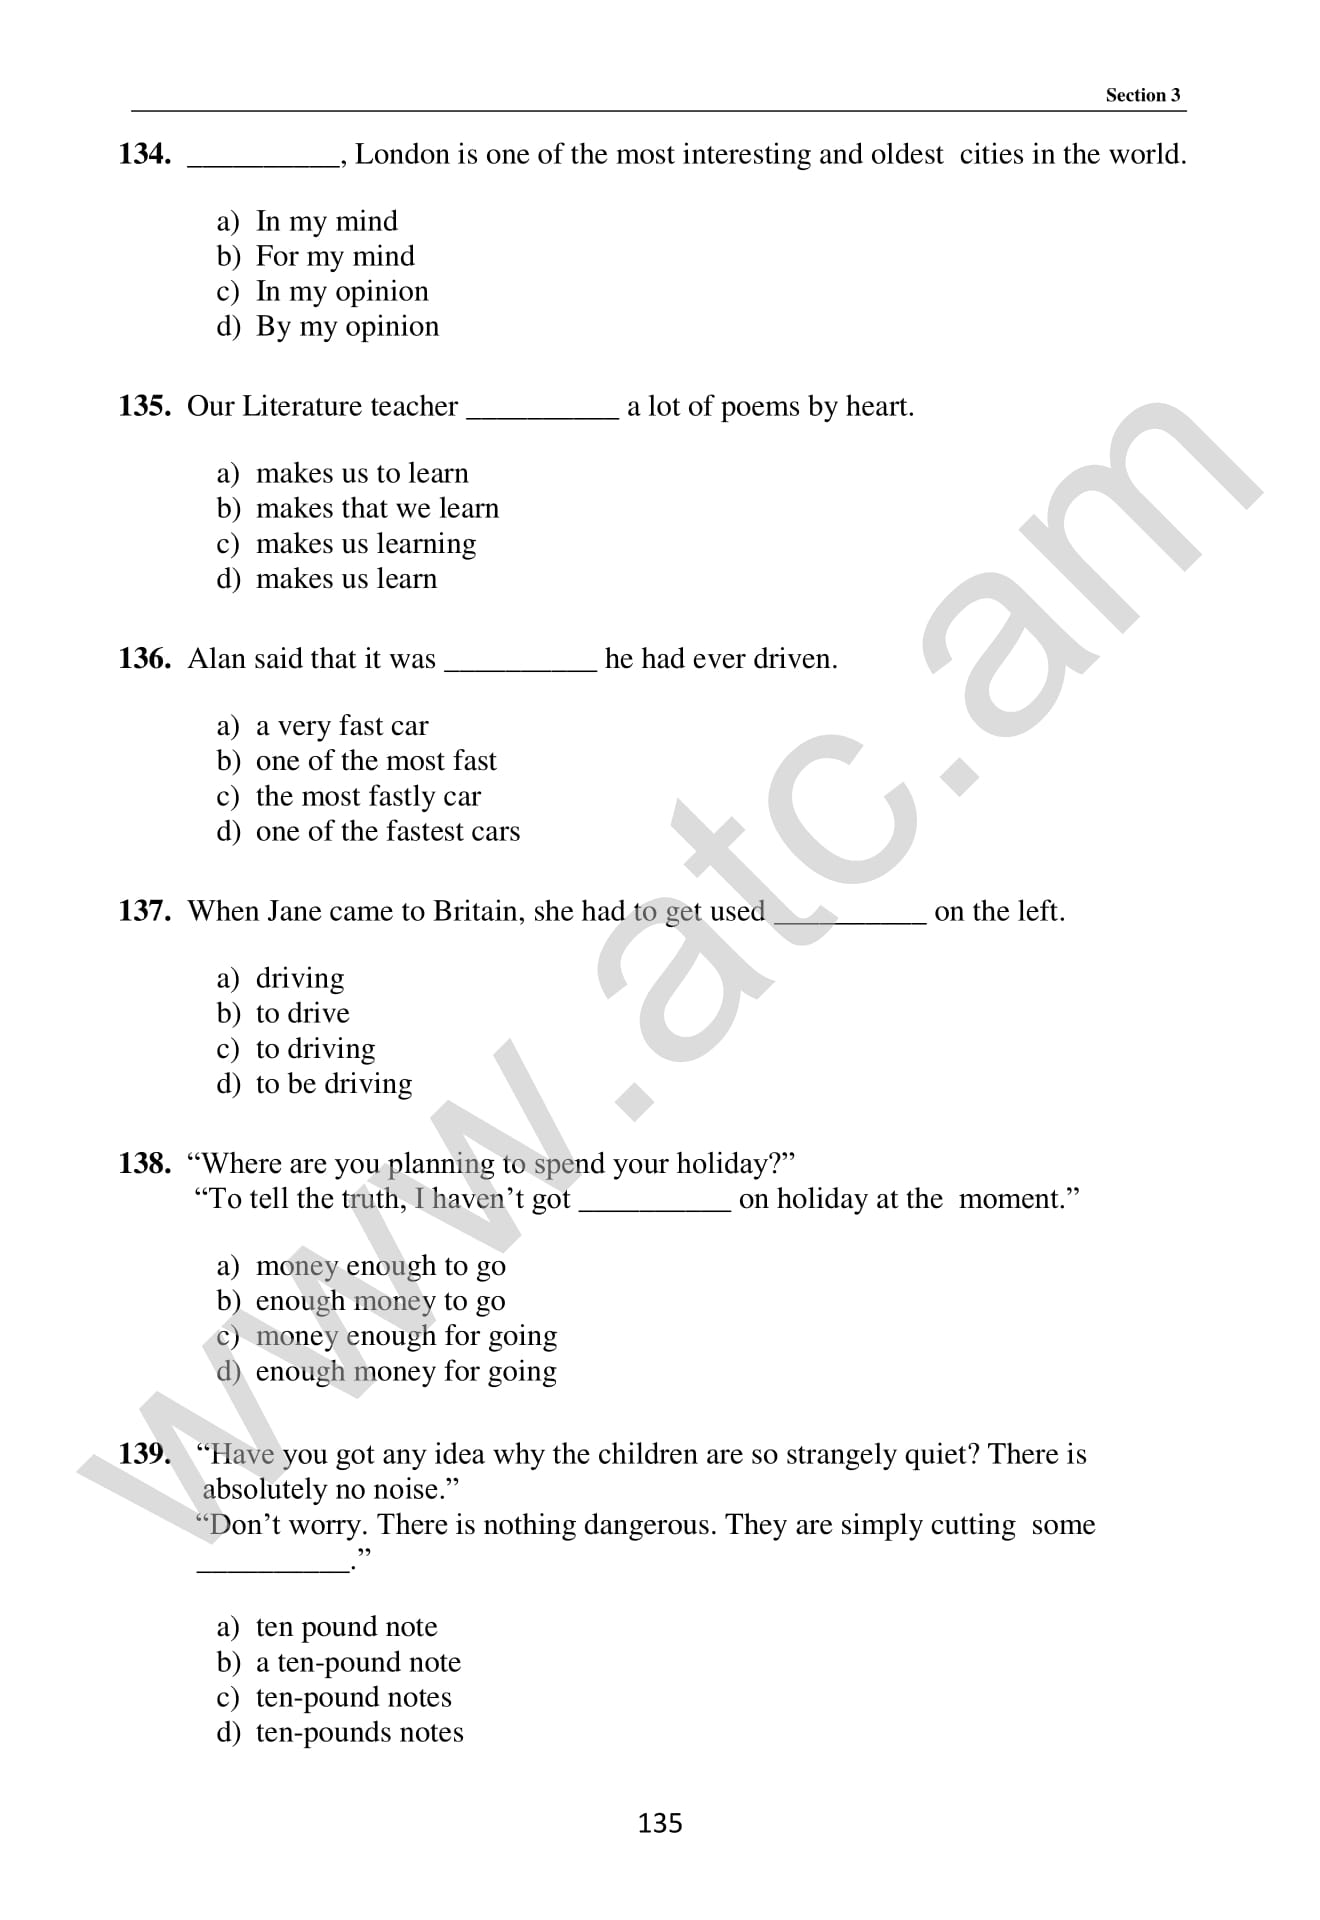 Section 3
134. __________, London is one of the most interesting and oldest cities in the world.
a) In my mind
b) For my mind
c) In my opinion
d) By my opinion
135. Our Literature teacher __________ a lot of poems by heart.
a) makes us to learn
b) makes that we learn
c) makes us learning
d) makes us learn
136. Alan said that it was __________ he had ever driven.
a) a very fast car
b) one of the most fast
c) the most fastly car
d) one of the fastest cars
137. When Jane came to Britain, she had to get used __________ on the left.
a) driving
b) to drive
c) to driving
d) to be driving
138. “Where are you planning to spend your holiday?”
“To tell the truth, I haven’t got __________ on holiday at the moment.”
a) money enough to go
b) enough money to go
c) money enough for going
d) enough money for going
139. “Have you got any idea why the children are so strangely quiet? There is
absolutely no noise.”
“Don’t worry. There is nothing dangerous. They are simply cutting some
__________.”
a) ten pound note
b) a ten-pound note
c) ten-pound notes
d) ten-pounds notes
135
www.atc.am